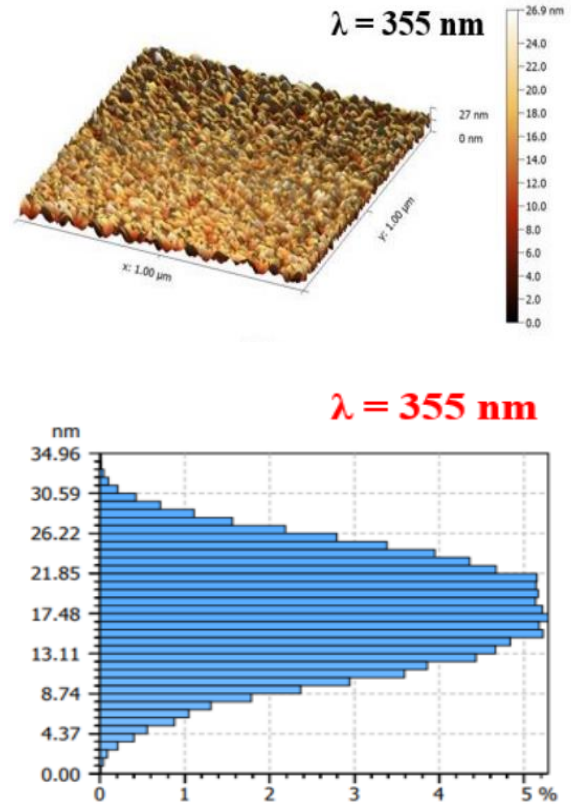 λ = 355 nm
26.9 nm
24.0
22.0
20.0
18.0
16.0
14.0
12.0
10.0
8.0
6.0
4.0
2.0
0.0
27 nm
0 nm
y: 1.00 µm
x: 1.00 µm
λ = 355 nm
nm
34.96
30.59
26.22
21.85
17.48
13.11
8.74
4.37
0.00
0 1 2 3 4 5 %